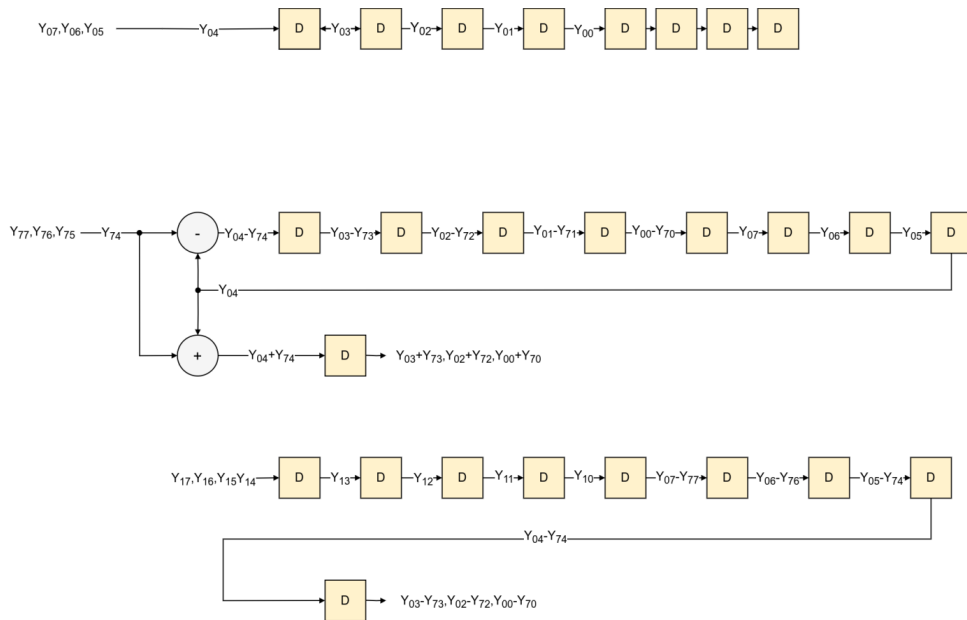 Y07,Y06,Y05 Y04 D Y03 D Y02 D Y01 D Y00 D D D D
Y77,Y76,Y75 Y74 - Y04-Y74 D Y03-Y73 D Y02-Y72 D Y01-Y71 D Y00-Y70 D Y07 D Y06 D Y05 D
Y04
+ Y04+Y74 D Y03+Y73,Y02+Y72,Y00+Y70
Y17,Y16,Y15Y14 D Y13 D Y12 D Y11 D Y10 D Y07-Y77 D Y06-Y76 D Y05-Y74 D
Y04-Y74
D Y03-Y73,Y02-Y72,Y00-Y70